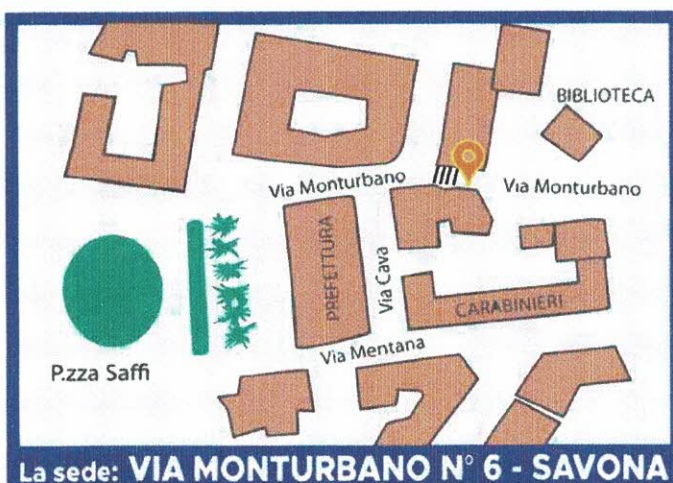 BIBLIOTECA
Via Monturbano
Via Monturbano
PREFETTURA
Via Cava
CARABINIERI
Via Mentana
P.zza Saffi
La sede: VIA MONTURBANO N° 6 - SAVONA